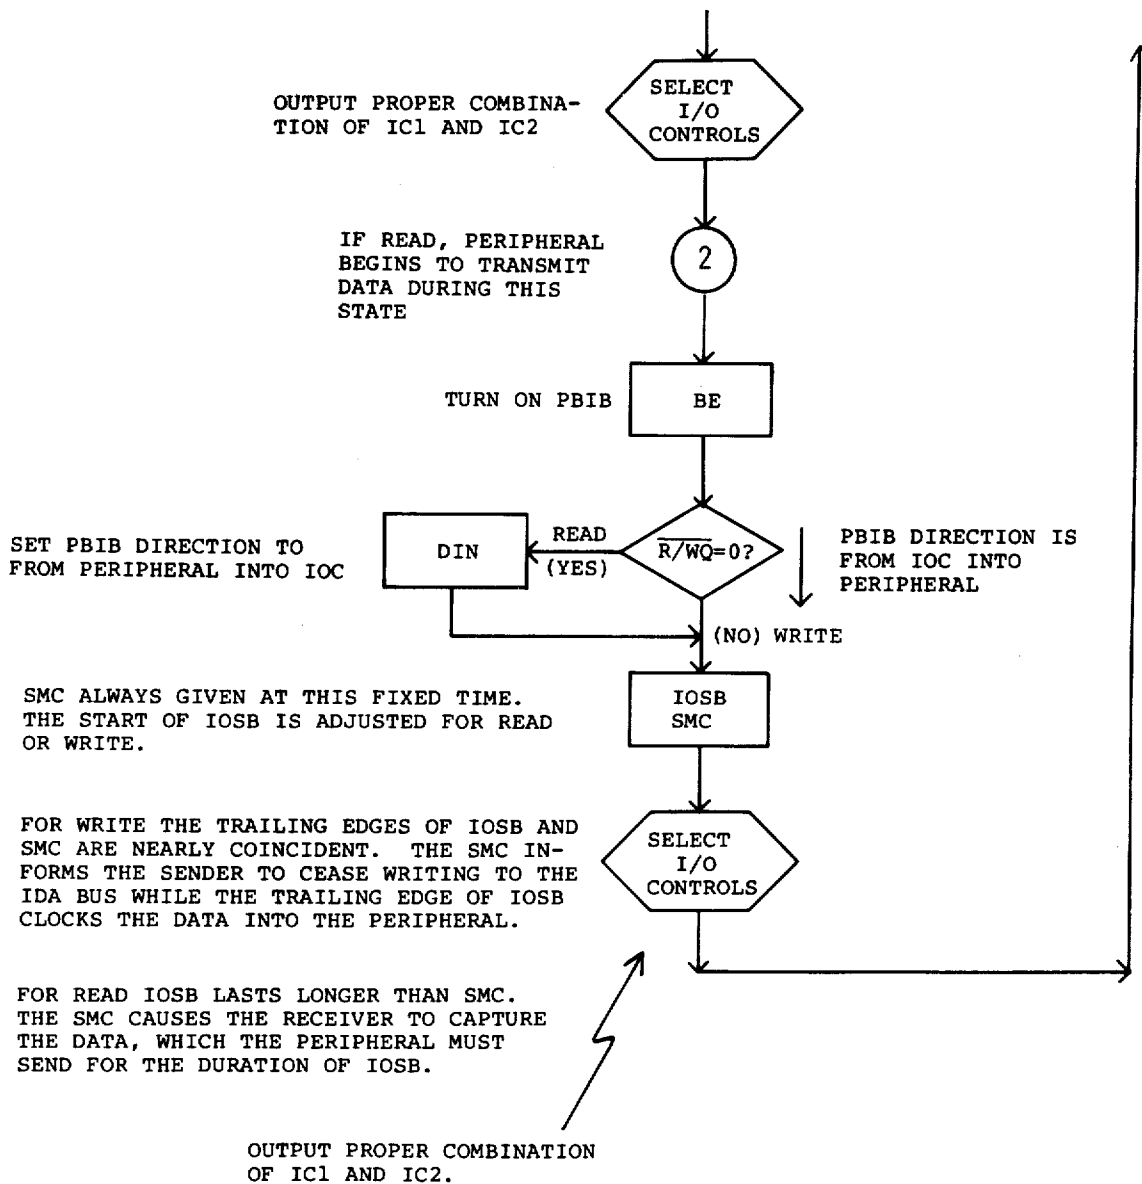 SELECT
I/O
CONTROLS
OUTPUT PROPER COMBINA-
TION OF IC1 AND IC2
IF READ, PERIPHERAL
BEGINS TO TRANSMIT
DATA DURING THIS
STATE
2
TURN ON PBIB
BE
SET PBIB DIRECTION TO
FROM PERIPHERAL INTO IOC
DIN
READ
(YES)
R/WQ=0?
PBIB DIRECTION IS
FROM IOC INTO
PERIPHERAL
(NO) WRITE
SMC ALWAYS GIVEN AT THIS FIXED TIME.
THE START OF IOSB IS ADJUSTED FOR READ
OR WRITE.
IOSB
SMC
FOR WRITE THE TRAILING EDGES OF IOSB AND
SMC ARE NEARLY COINCIDENT. THE SMC IN-
FORMS THE SENDER TO CEASE WRITING TO THE
IDA BUS WHILE THE TRAILING EDGE OF IOSB
CLOCKS THE DATA INTO THE PERIPHERAL.
SELECT
I/O
CONTROLS
FOR READ IOSB LASTS LONGER THAN SMC.
THE SMC CAUSES THE RECEIVER TO CAPTURE
THE DATA, WHICH THE PERIPHERAL MUST
SEND FOR THE DURATION OF IOSB.
OUTPUT PROPER COMBINATION
OF IC1 AND IC2.